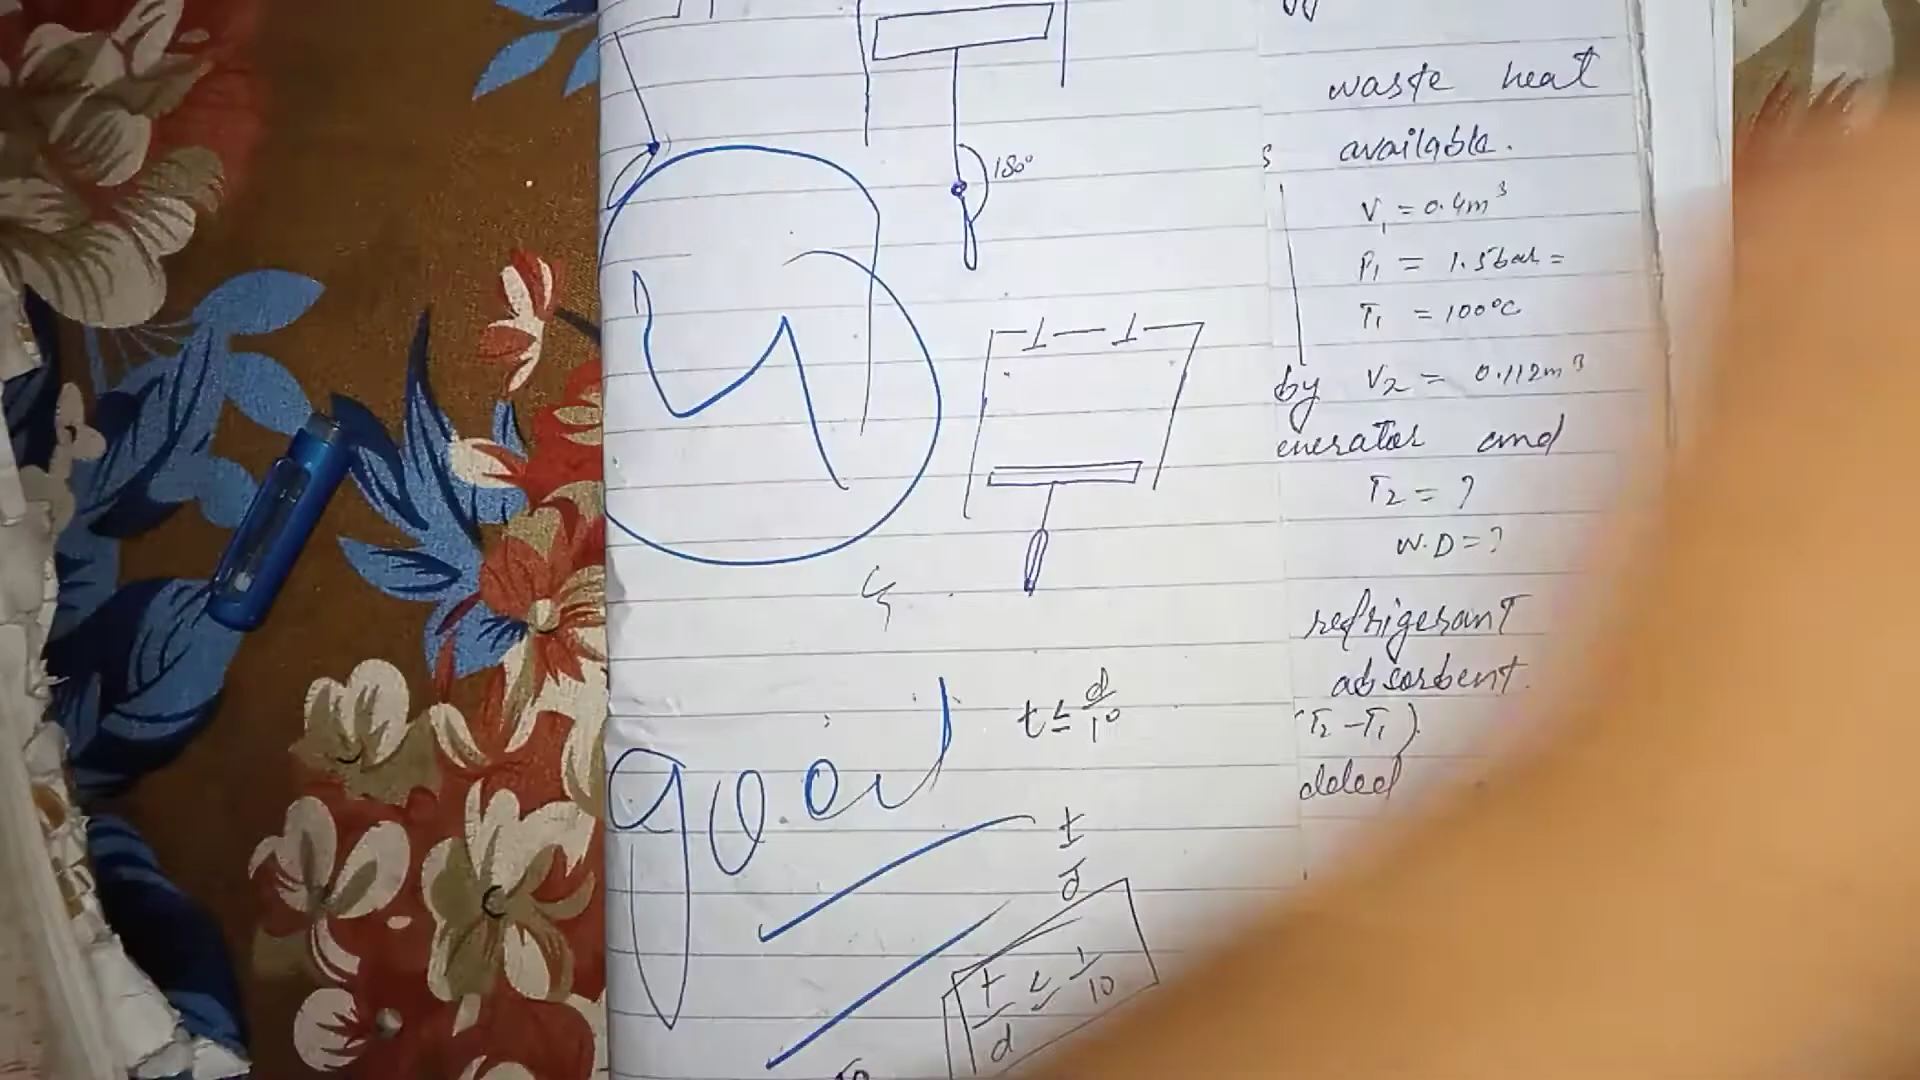 180°
t ≤ d/10
good
t
d
t/d ≤ 1/10
waste heat
available.
V1 = 0.4m³
P1 = 1.5bar =
T1 = 100°C
by V2 = 0.112m³
enerator and
T2 = ?
W.D = ?
refrigerant
absorbent.
(T2 - T1)
dded